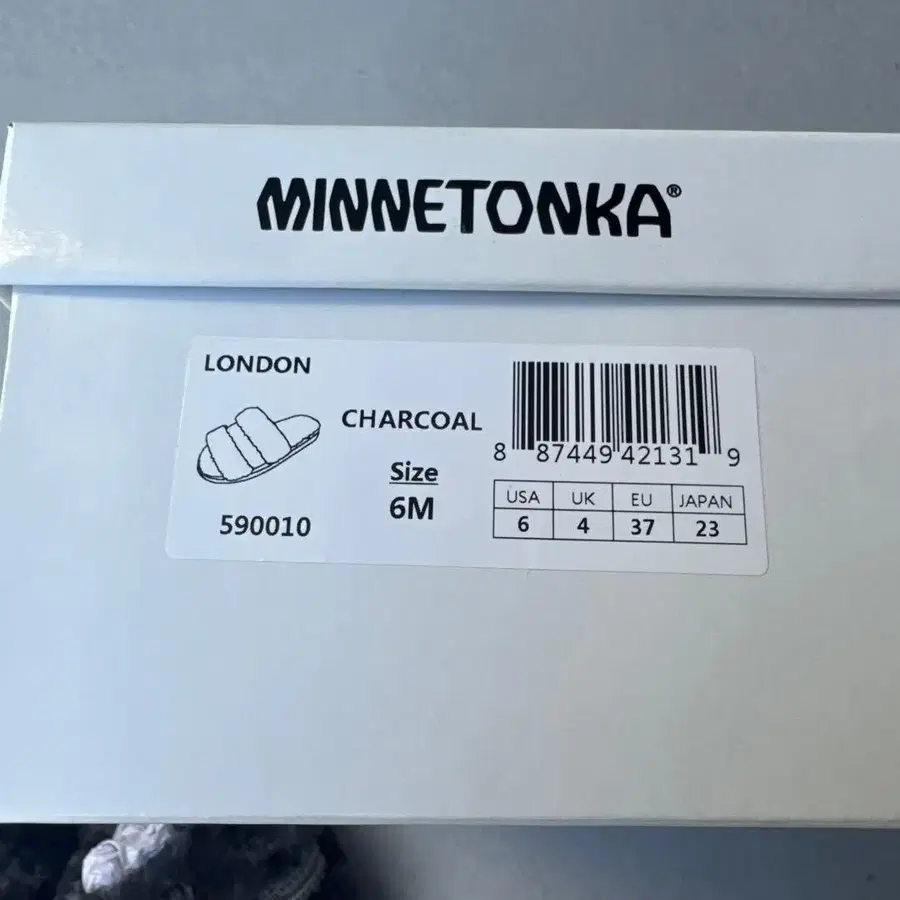 MINNETONKA®
LONDON
CHARCOAL
Size
6M
590010
8 87449 42131 9
USA UK EU JAPAN
6 4 37 23